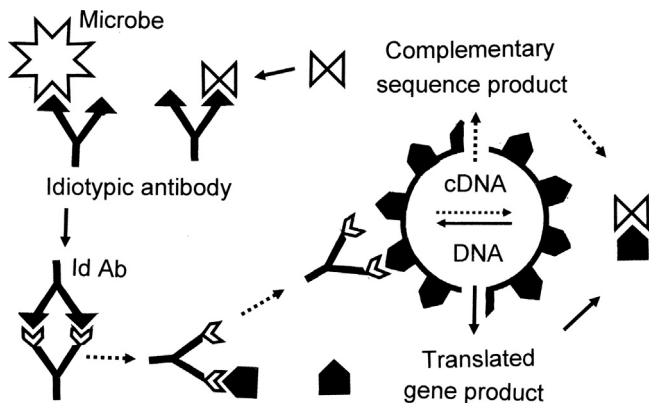 Microbe
Complementary
sequence product
Idiotypic antibody
cDNA
DNA
Id Ab
Translated
gene product